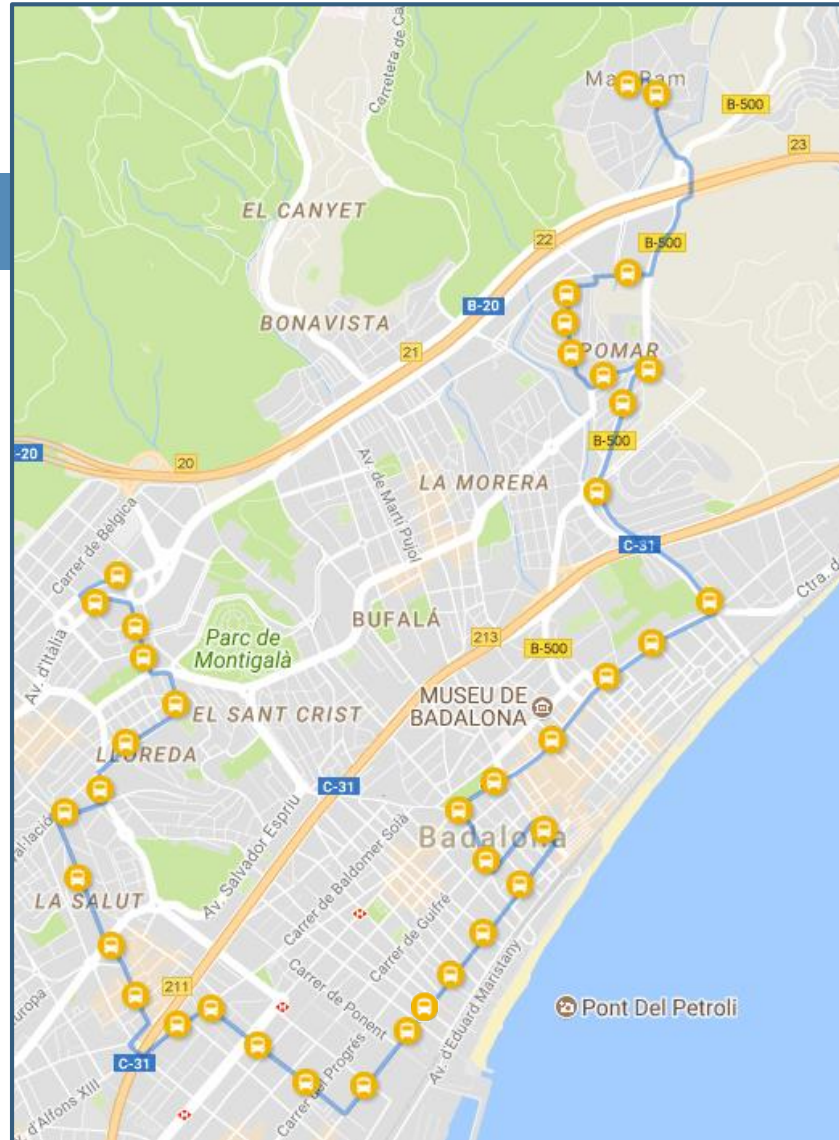 Carretera de Ca
Mas Ram
B-500
23
EL CANYET
22
B-500
B-20
BONAVISTA
21
POMAR
B-20
20
B-500
Av. de Martí Pujol
LA MORERA
Carrer de Bèlgica
C-31
Ctra. d
Av. d'Itàlia
Parc de
Montigalà
BUFALÀ
213
B-500
EL SANT CRIST
MUSEU DE
BADALONA
LLOREDA
C-31
Av. Salvador Espriu
Carrer de Baldomer Solà
Badalona
LA SALUT
Carrer de Guifré
Carrer de Ponent
Av. d'Eduard Maristany
211
Pont Del Petroli
Carrer del Progrés
C-31
Av. d'Alfons XIII